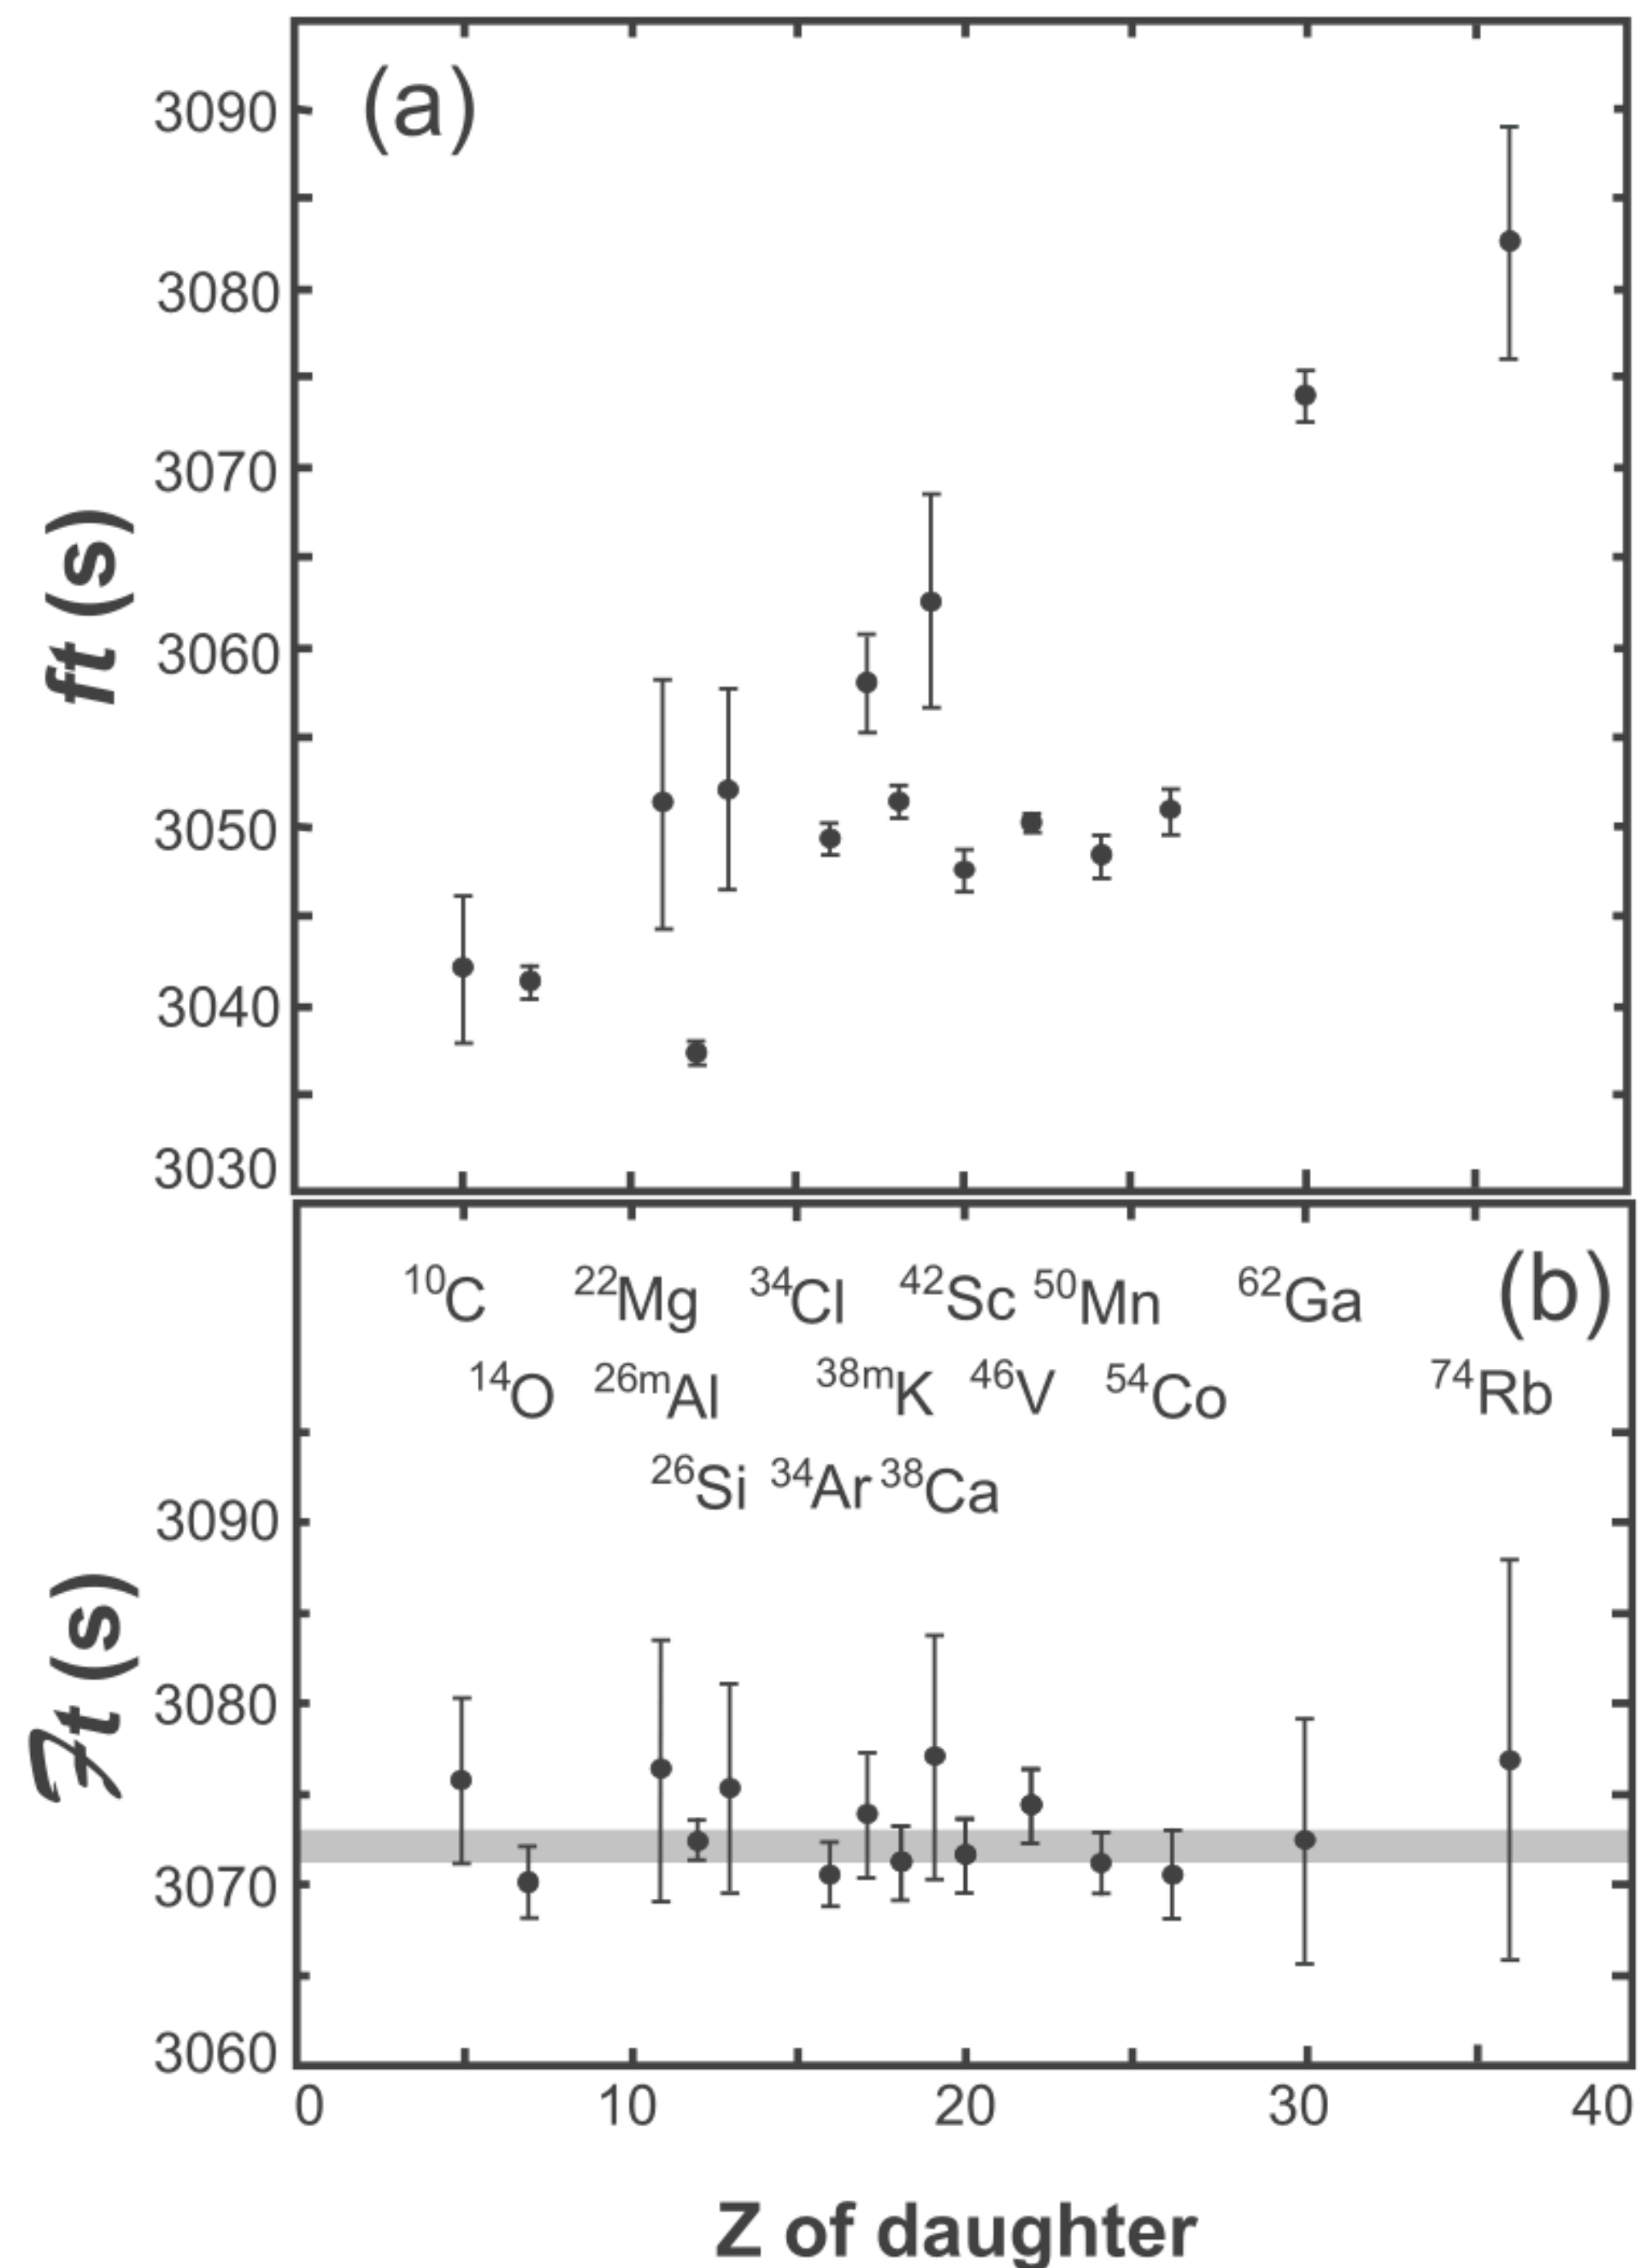 (a)
3090
3080
3070
3060
3050
3040
3030
ft (s)
¹⁰C ²²Mg ³⁴Cl ⁴²Sc ⁵⁰Mn ⁶²Ga (b)
¹⁴O ²⁶ᵐAl ³⁸ᵐK ⁴⁶V ⁵⁴Co ⁷⁴Rb
²⁶Si ³⁴Ar ³⁸Ca
3090
3080
3070
3060
ℱt (s)
0 10 20 30 40
Z of daughter